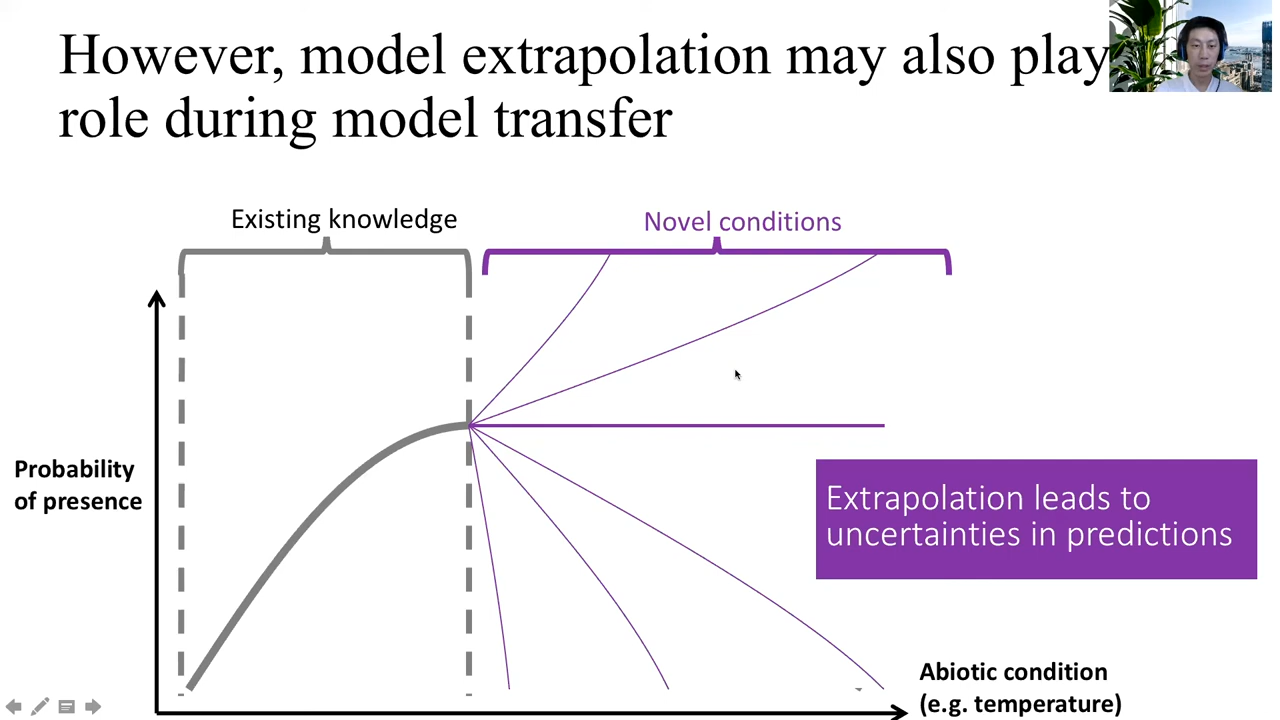 However, model extrapolation may also play
role during model transfer
Existing knowledge
Novel conditions
Probability
of presence
Extrapolation leads to
uncertainties in predictions
Abiotic condition
(e.g. temperature)